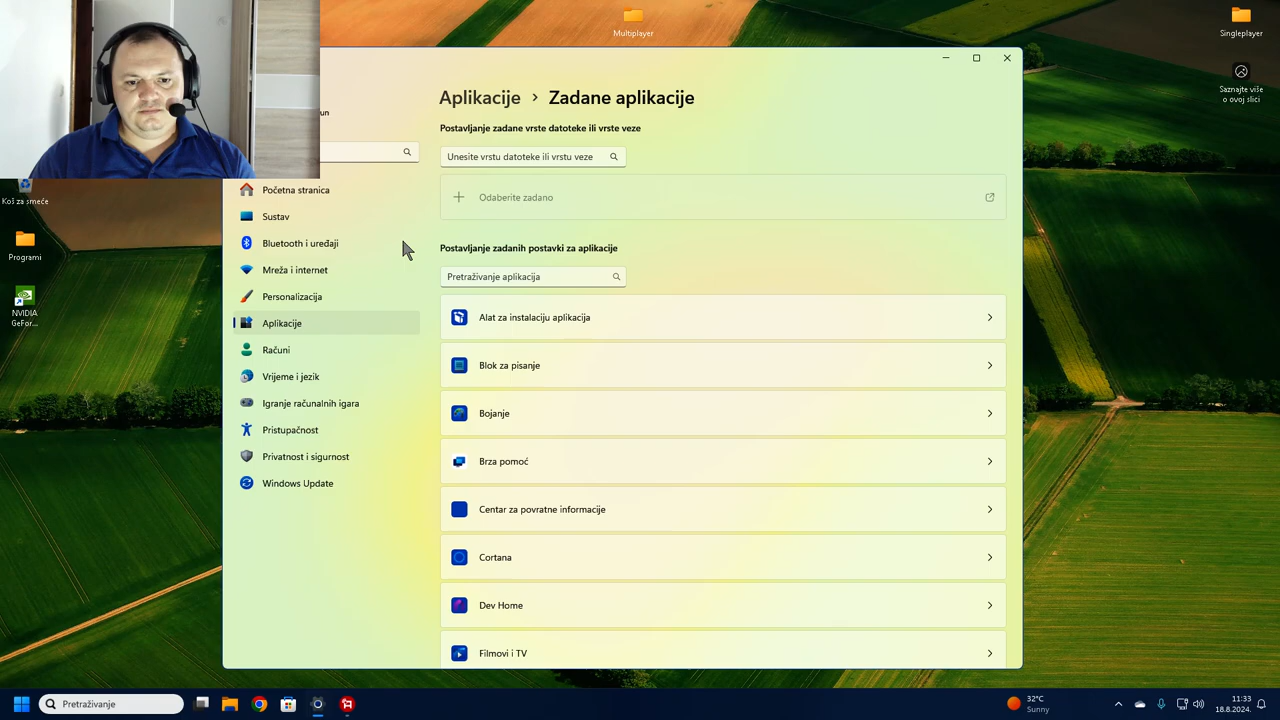 Multiplayer
Singleplayer
Saznajte više
o ovoj slici
Koš za smeće
Programi
NVIDIA
GeFor...
Početna stranica
Sustav
Bluetooth i uređaji
Mreža i internet
Personalizacija
Aplikacije
Računi
Vrijeme i jezik
Igranje računalnih igara
Pristupačnost
Privatnost i sigurnost
Windows Update
Aplikacije > Zadane aplikacije
Postavljanje zadane vrste datoteke ili vrste veze
Unesite vrstu datoteke ili vrstu veze
Odaberite zadano
Postavljanje zadanih postavki za aplikacije
Pretraživanje aplikacija
Alat za instalaciju aplikacija
Blok za pisanje
Bojanje
Brza pomoć
Centar za povratne informacije
Cortana
Dev Home
Filmovi i TV
Pretraživanje
32°C
Sunny
11:33
18.8.2024.